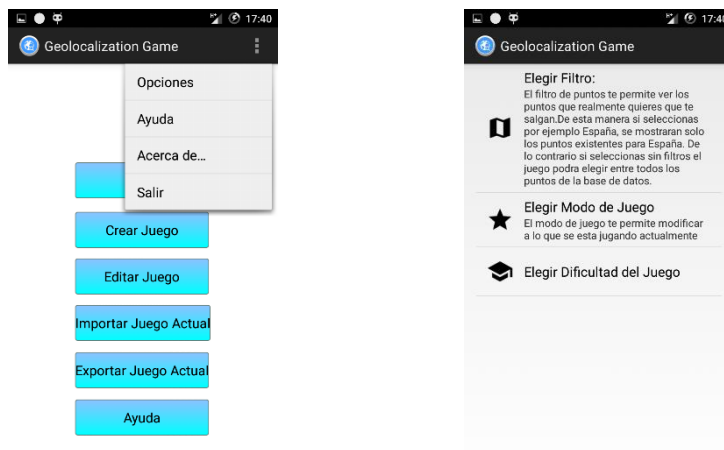 17:40
Geolocalization Game
Opciones
Ayuda
Acerca de...
Salir
Crear Juego
Editar Juego
Importar Juego Actual
Exportar Juego Actual
Ayuda
17:40
Geolocalization Game
Elegir Filtro:
El filtro de puntos te permite ver los
puntos que realmente quieres que te
salgan.De esta manera si seleccionas
por ejemplo España, se mostraran solo
los puntos existentes para España. De
lo contrario si seleccionas sin filtros el
juego podra elegir entre todos los
puntos de la base de datos.
Elegir Modo de Juego
El modo de juego te permite modificar
a lo que se esta jugando actualmente
Elegir Dificultad del Juego